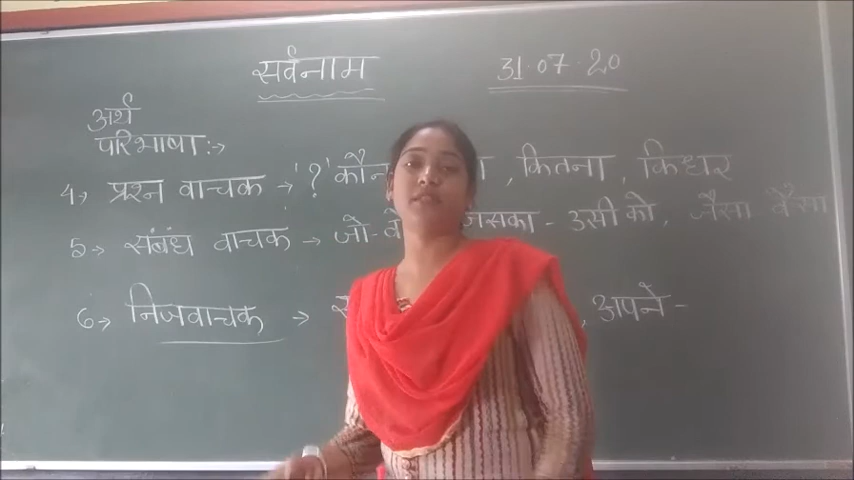 सर्वनाम 31.07.20
अर्थ
परिभाषा :→
4→ प्रश्न वाचक → '?' कौन , कितना , किधर
5→ संबंध वाचक → जो - - उसी को , जैसा वैसा
6→ निजवाचक → , अपने -